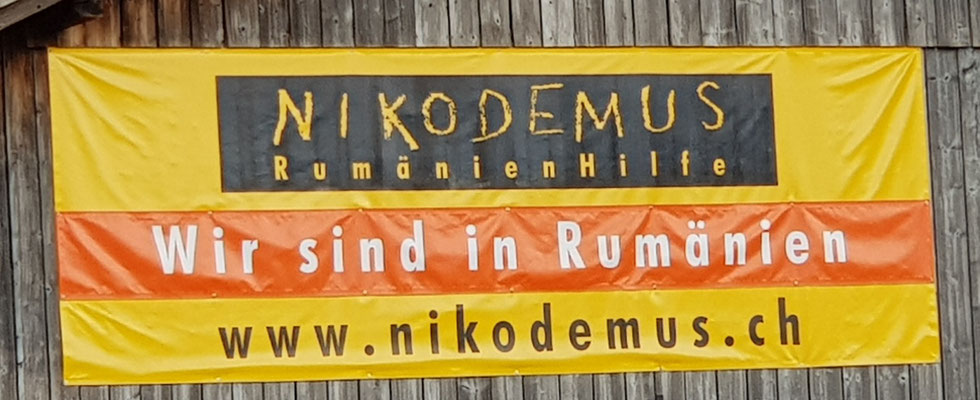 NIKODEMUS
RumänienHilfe
Wir sind in Rumänien
www.nikodemus.ch